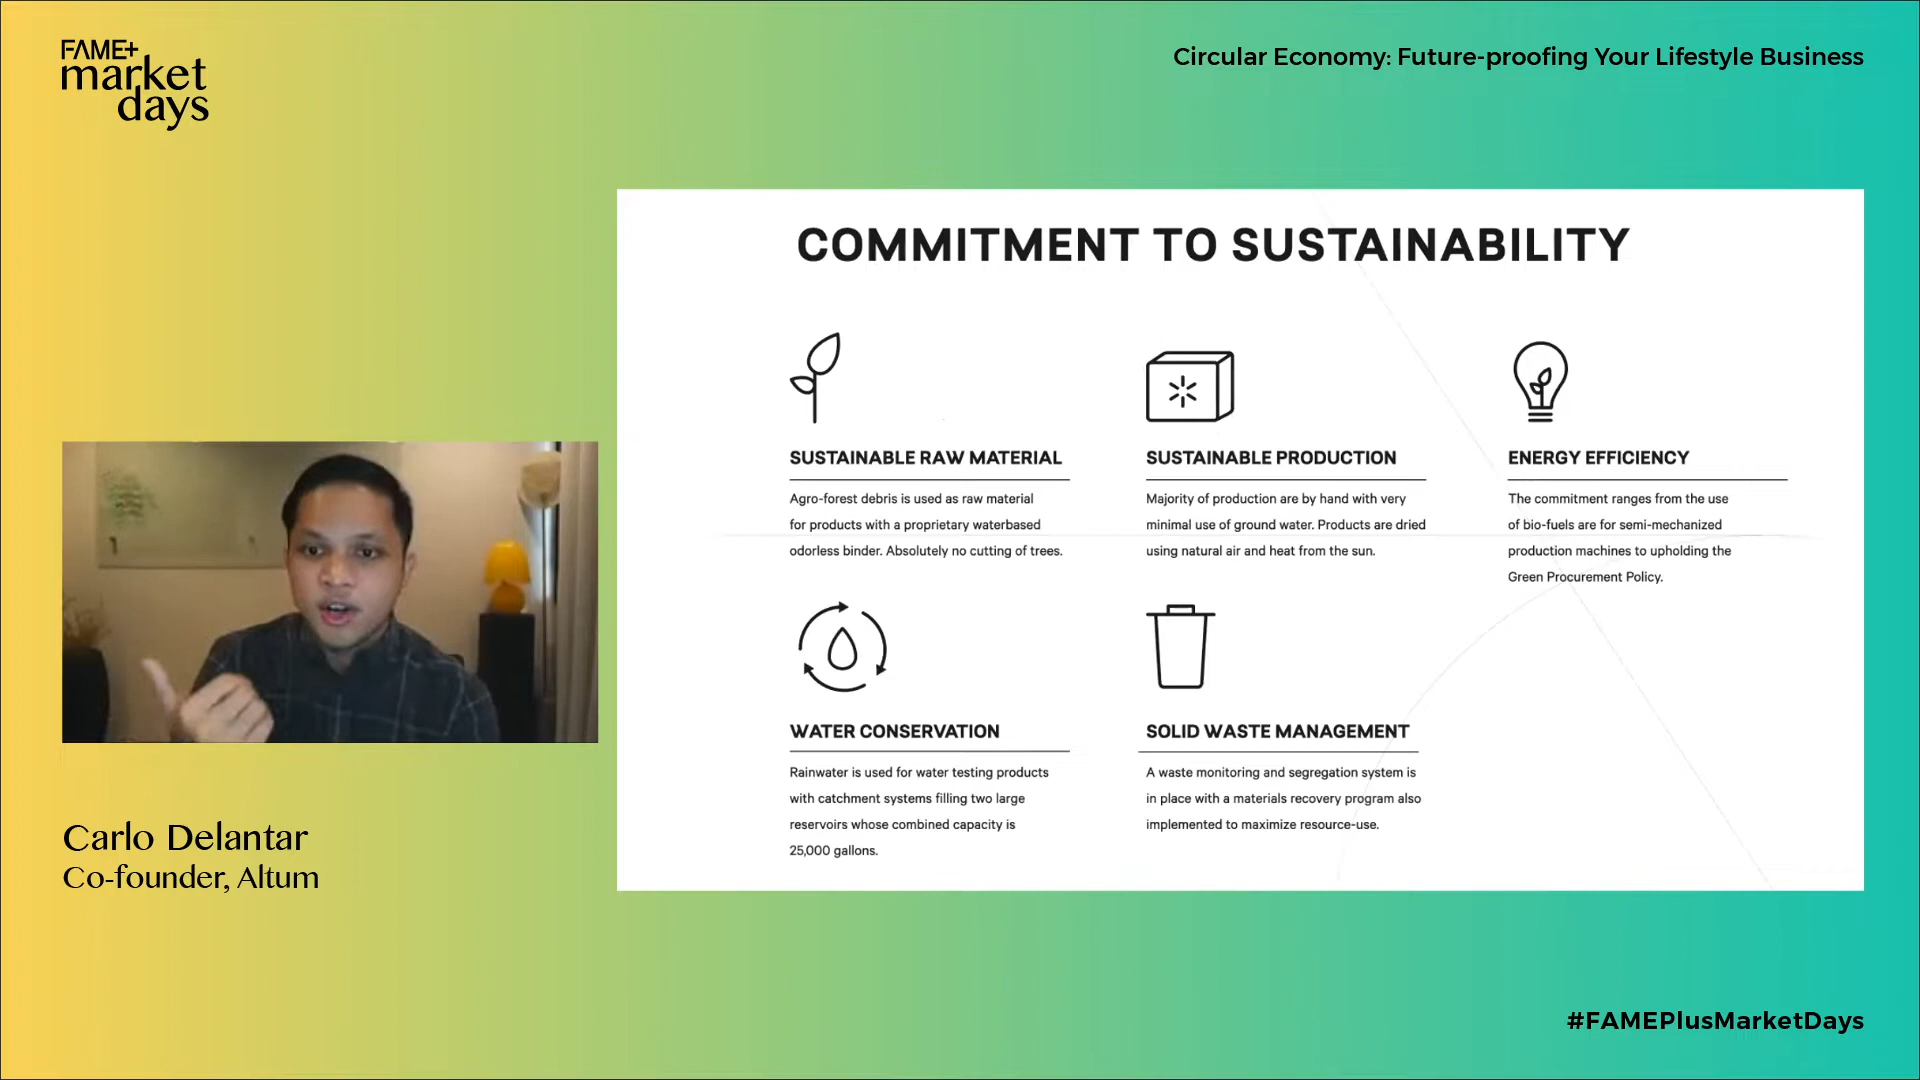 FAME+
market
days
Circular Economy: Future-proofing Your Lifestyle Business
COMMITMENT TO SUSTAINABILITY
SUSTAINABLE RAW MATERIAL
Agro-forest debris is used as raw material
for products with a proprietary waterbased
odorless binder. Absolutely no cutting of trees.
SUSTAINABLE PRODUCTION
Majority of production are by hand with very
minimal use of ground water. Products are dried
using natural air and heat from the sun.
ENERGY EFFICIENCY
The commitment ranges from the use
of bio-fuels are for semi-mechanized
production machines to upholding the
Green Procurement Policy.
WATER CONSERVATION
Rainwater is used for water testing products
with catchment systems filling two large
reservoirs whose combined capacity is
25,000 gallons.
SOLID WASTE MANAGEMENT
A waste monitoring and segregation system is
in place with a materials recovery program also
implemented to maximize resource-use.
Carlo Delantar
Co-founder, Altum
#FAMEPlusMarketDays